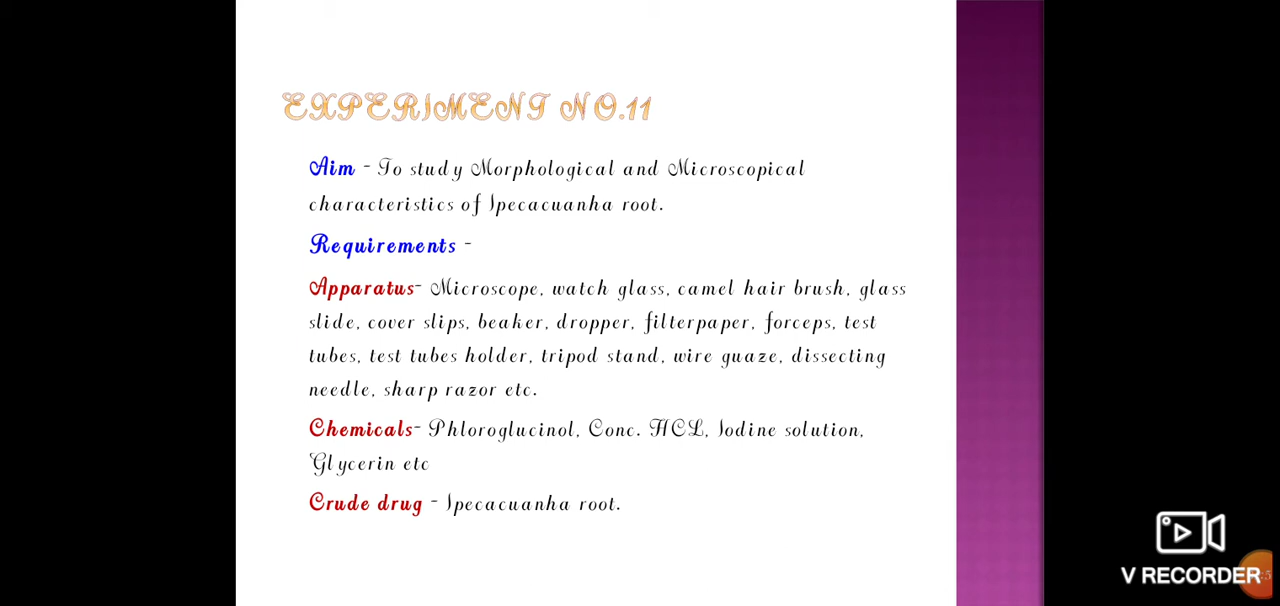 EXPERIMENT NO.11
Aim - To study Morphological and Microscopical
characteristics of Ipecacuanha root.
Requirements -
Apparatus- Microscope, watch glass, camel hair brush, glass
slide, cover slips, beaker, dropper, filterpaper, forceps, test
tubes, test tubes holder, tripod stand, wire guaze, dissecting
needle, sharp razor etc.
Chemicals- Phloroglucinol, Conc. HCL, Iodine solution,
Glycerin etc
Crude drug - Ipecacuanha root.
V RECORDER